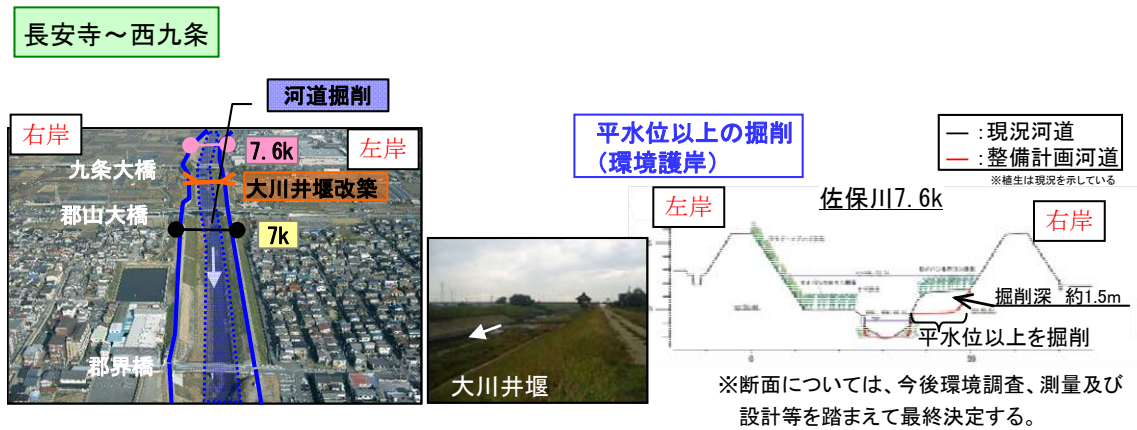 長安寺～西九条
河道掘削
右岸
左岸
7.6k
九条大橋
大川井堰改築
郡山大橋
7k
郡界橋
大川井堰
平水位以上の掘削
（環境護岸）
― ：現況河道
― ：整備計画河道
※植生は現況を示している
佐保川7.6k
左岸
右岸
掘削深　約1.5m
平水位以上を掘削
※断面については、今後環境調査、測量及び
設計等を踏まえて最終決定する。